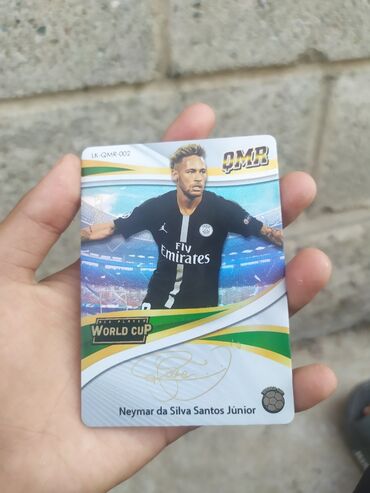 LK-QMR-002
QMR
Fly
Emirates
WORLD CUP
Neymar da Silva Santos Júnior